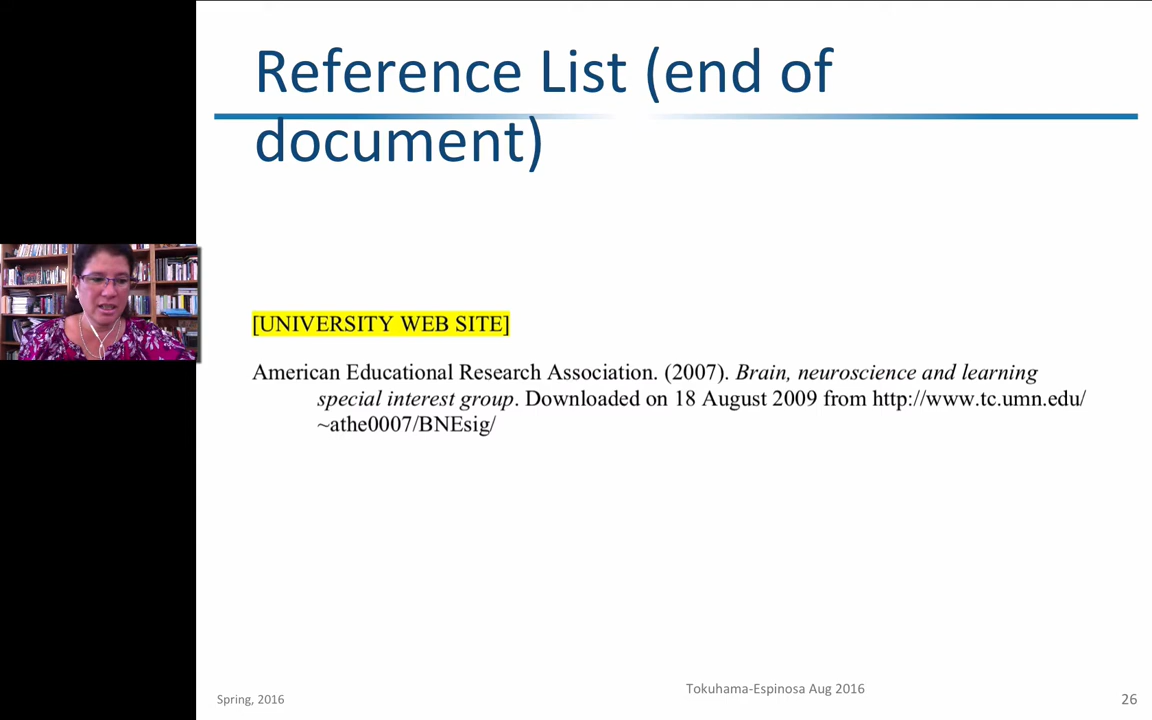 Reference List (end of
document)
[UNIVERSITY WEB SITE]
American Educational Research Association. (2007). Brain, neuroscience and learning
special interest group. Downloaded on 18 August 2009 from http://www.tc.umn.edu/
~athe0007/BNEsig/
Spring, 2016
Tokuhama-Espinosa Aug 2016
26